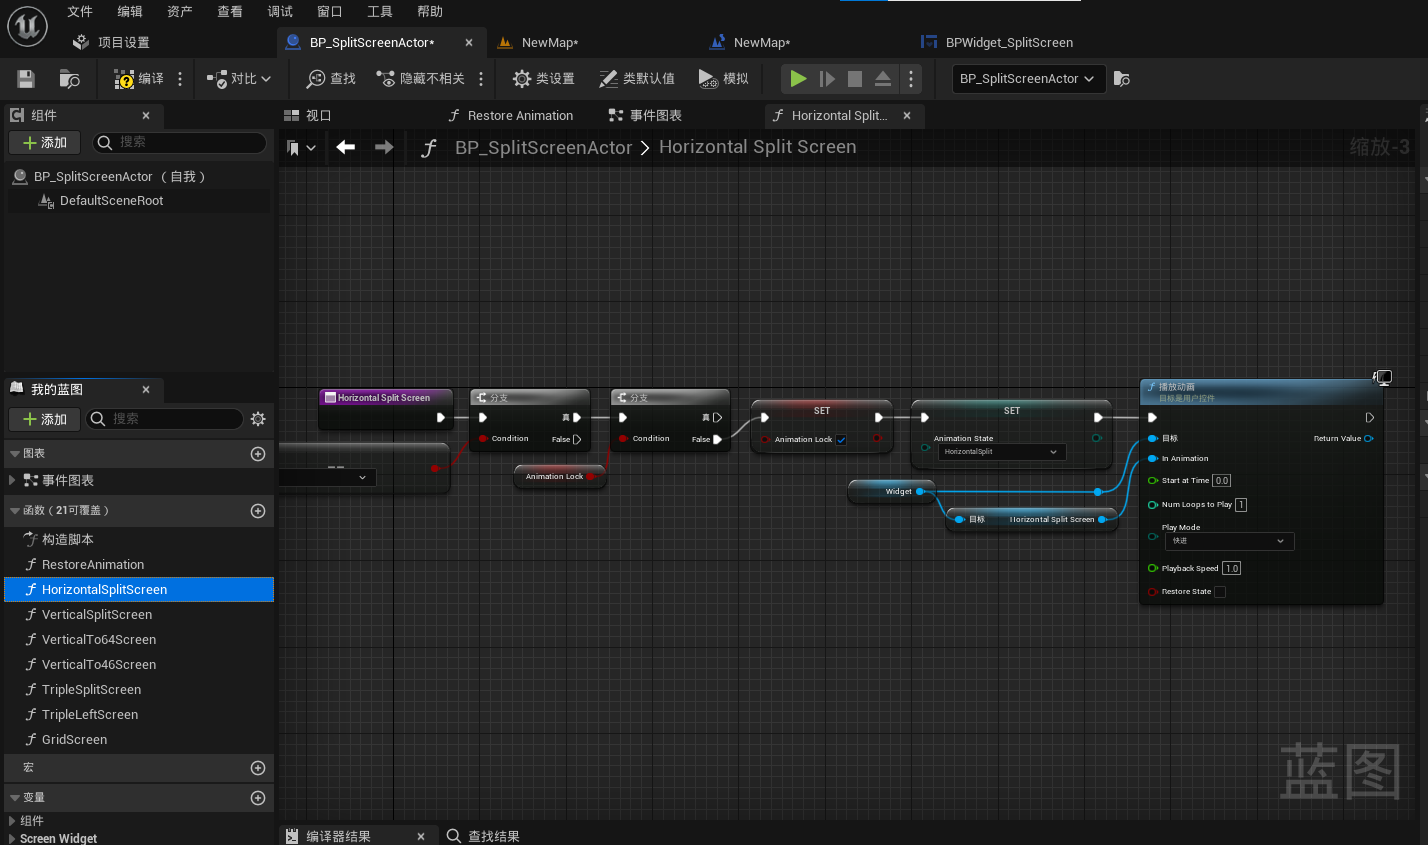 文件 编辑 资产 查看 调试 窗口 工具 帮助
项目设置 BP_SplitScreenActor* NewMap* NewMap* BPWidget_SplitScreen
编译 对比 查找 隐藏不相关 类设置 类默认值 模拟 BP_SplitScreenActor
组件 视口 Restore Animation 事件图表 Horizontal Split...
添加 搜索 BP_SplitScreenActor Horizontal Split Screen 缩放-3
BP_SplitScreenActor （自我）
DefaultSceneRoot
我的蓝图
添加 搜索
图表
事件图表
函数（21可覆盖）
构造脚本
RestoreAnimation
HorizontalSplitScreen
VerticalSplitScreen
VerticalTo64Screen
VerticalTo46Screen
TripleSplitScreen
TripleLeftScreen
GridScreen
宏
变量
组件
Screen Widget
Horizontal Split Screen
分支
真
Condition False
分支
真
Condition False
Animation Lock
SET
Animation Lock
SET
Animation State
HorizontalSplit
Widget
目标 Horizontal Split Screen
播放动画
目标是用户控件
目标 Return Value
In Animation
Start at Time 0.0
Num Loops to Play 1
Play Mode
快进
Playback Speed 1.0
Restore State
蓝图
编译器结果 查找结果